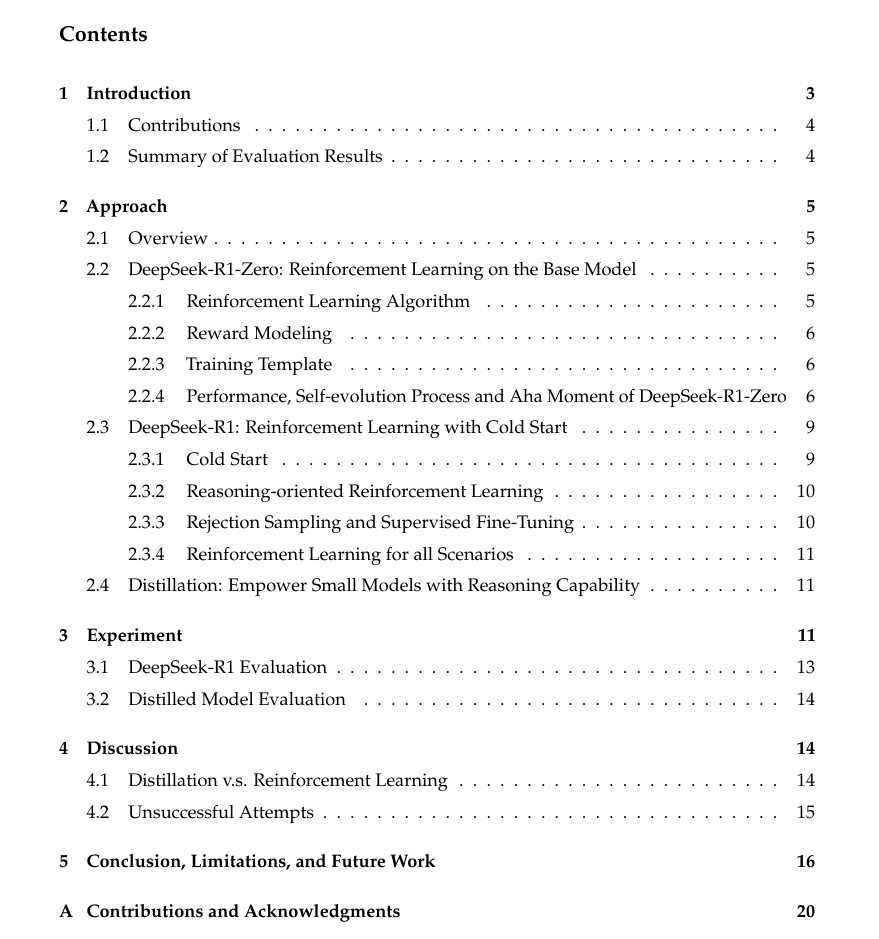 Contents
1 Introduction 3
1.1 Contributions . . . . . . . . . . . . . . . . . . . . . . . . . . . . . . . . . . . . . . . 4
1.2 Summary of Evaluation Results . . . . . . . . . . . . . . . . . . . . . . . . . . . . . 4
2 Approach 5
2.1 Overview . . . . . . . . . . . . . . . . . . . . . . . . . . . . . . . . . . . . . . . . . . 5
2.2 DeepSeek-R1-Zero: Reinforcement Learning on the Base Model . . . . . . . . . . 5
2.2.1 Reinforcement Learning Algorithm . . . . . . . . . . . . . . . . . . . . . . 5
2.2.2 Reward Modeling . . . . . . . . . . . . . . . . . . . . . . . . . . . . . . . . 6
2.2.3 Training Template . . . . . . . . . . . . . . . . . . . . . . . . . . . . . . . . 6
2.2.4 Performance, Self-evolution Process and Aha Moment of DeepSeek-R1-Zero 6
2.3 DeepSeek-R1: Reinforcement Learning with Cold Start . . . . . . . . . . . . . . . 9
2.3.1 Cold Start . . . . . . . . . . . . . . . . . . . . . . . . . . . . . . . . . . . . . 9
2.3.2 Reasoning-oriented Reinforcement Learning . . . . . . . . . . . . . . . . . 10
2.3.3 Rejection Sampling and Supervised Fine-Tuning . . . . . . . . . . . . . . . 10
2.3.4 Reinforcement Learning for all Scenarios . . . . . . . . . . . . . . . . . . . 11
2.4 Distillation: Empower Small Models with Reasoning Capability . . . . . . . . . . 11
3 Experiment 11
3.1 DeepSeek-R1 Evaluation . . . . . . . . . . . . . . . . . . . . . . . . . . . . . . . . . 13
3.2 Distilled Model Evaluation . . . . . . . . . . . . . . . . . . . . . . . . . . . . . . . 14
4 Discussion 14
4.1 Distillation v.s. Reinforcement Learning . . . . . . . . . . . . . . . . . . . . . . . . 14
4.2 Unsuccessful Attempts . . . . . . . . . . . . . . . . . . . . . . . . . . . . . . . . . . 15
5 Conclusion, Limitations, and Future Work 16
A Contributions and Acknowledgments 20